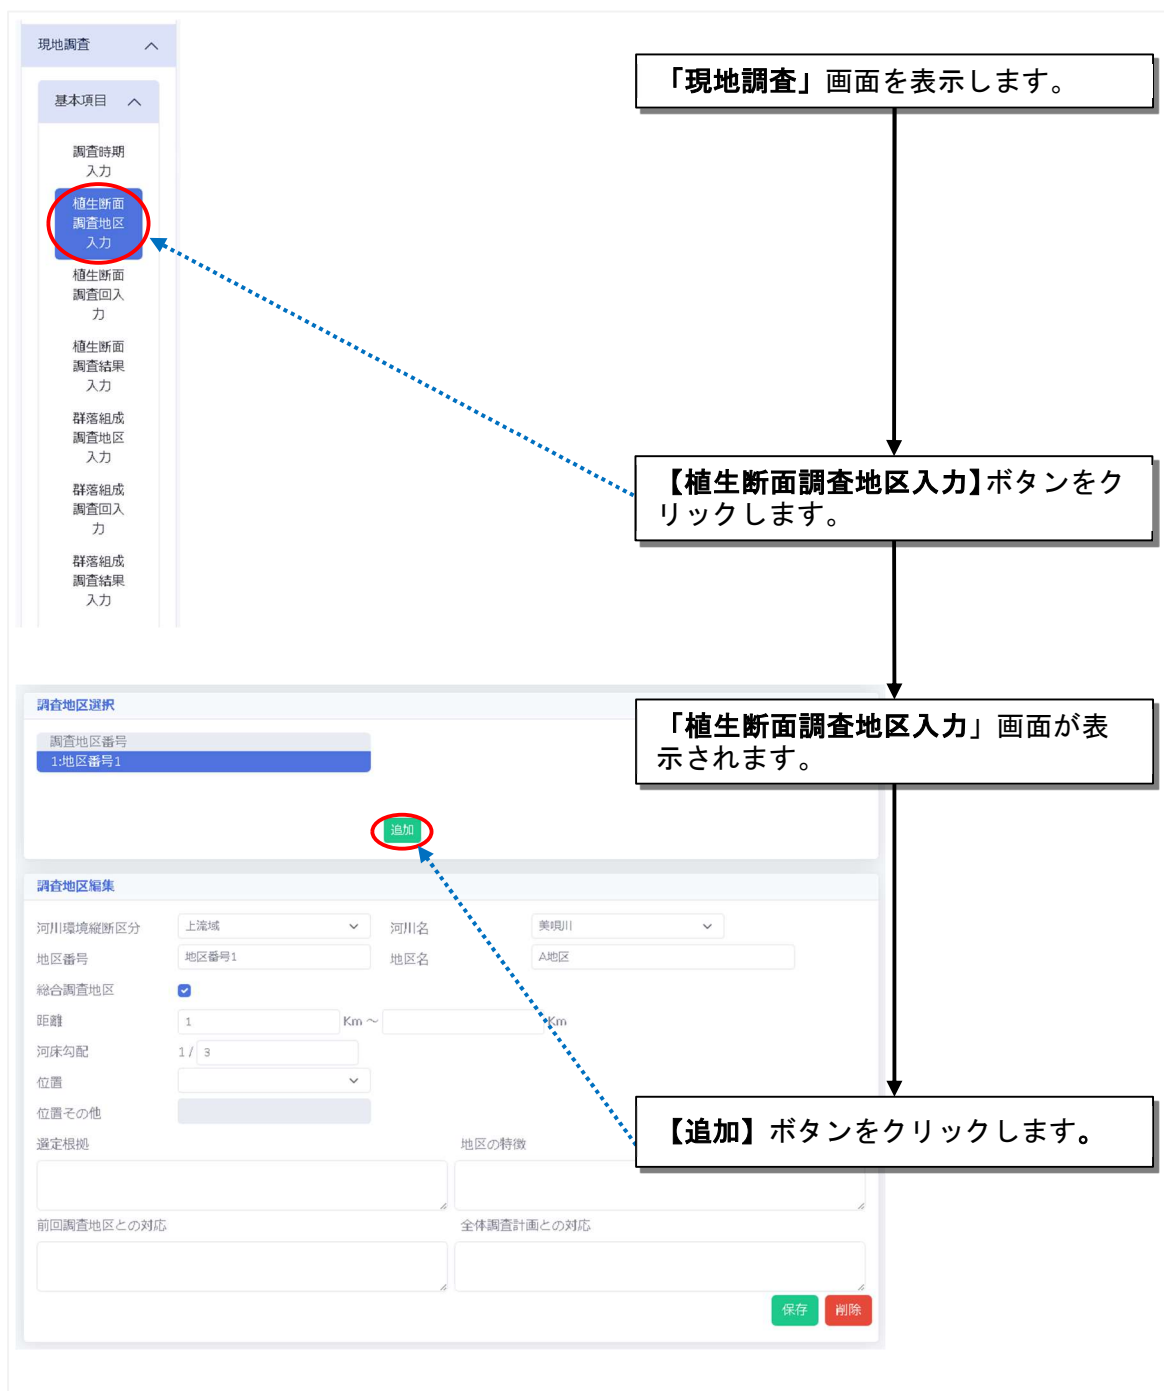 現地調査
基本項目
調査時期
入力
植生断面
調査地区
入力
植生断面
調査回入
力
植生断面
調査結果
入力
群落組成
調査地区
入力
群落組成
調査回入
力
群落組成
調査結果
入力
「現地調査」画面を表示します。
【植生断面調査地区入力】ボタンをク
リックします。
「植生断面調査地区入力」画面が表
示されます。
【追加】ボタンをクリックします。
調査地区選択
調査地区番号
1:地区番号1
追加
調査地区編集
河川環境縦断区分 上流域 河川名 美唄川
地区番号 地区番号1 地区名 A地区
総合調査地区
距離 1 Km ～ Km
河床勾配 1 / 3
位置
位置その他
選定根拠 地区の特徴
前回調査地区との対応 全体調査計画との対応
保存 削除